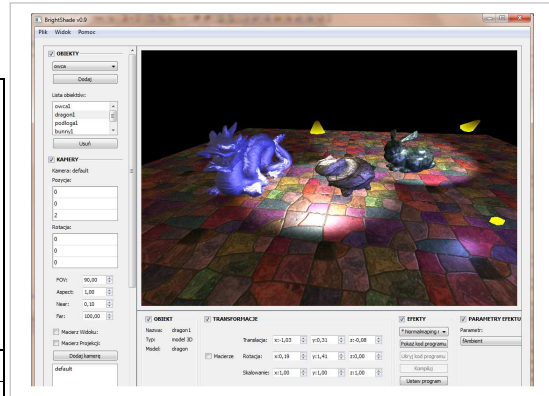 BrightShade v0.9
Plik Widok Pomoc
OBIEKTY
owca
Dodaj
Lista obiektów:
owca1
dragon1
podloga1
bunny1
Usuń
KAMERY
Kamera: default
Pozycja:
0
0
2
Rotacja:
0
0
0
FOV: 90,00
Aspect: 1,00
Near: 0,10
Far: 100,00
Macierz Widoku:
Macierz Projekcji:
Dodaj kamerę
default
OBIEKT
Nazwa: dragon1
Typ: model 3D
Model: dragon
TRANSFORMACJE
Translacja: x:-1,03 y:0,31 z:-0,08
Macierze Rotacja: x:0,19 y:1,41 z:0,00
Skalowanie: x:1,00 y:1,00 z:1,00
EFEKTY
*Normalmaping i
Pokaż kod programu
Ukryj kod programu
Kompiluj
Ustaw program
PARAMETRY EFEKTU
Parametr:
fAmbient